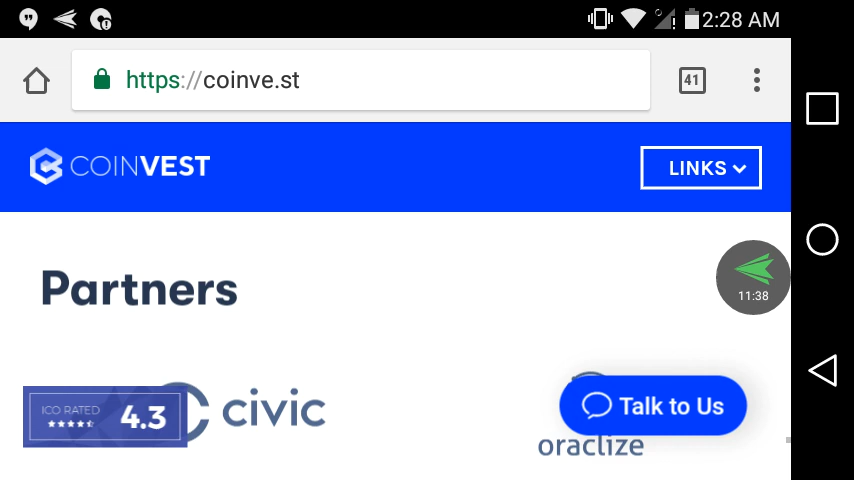 2:28 AM
https://coinve.st
41
COINVEST
LINKS
Partners
11:38
civic
ICO RATED
4.3
Talk to Us
oraclize